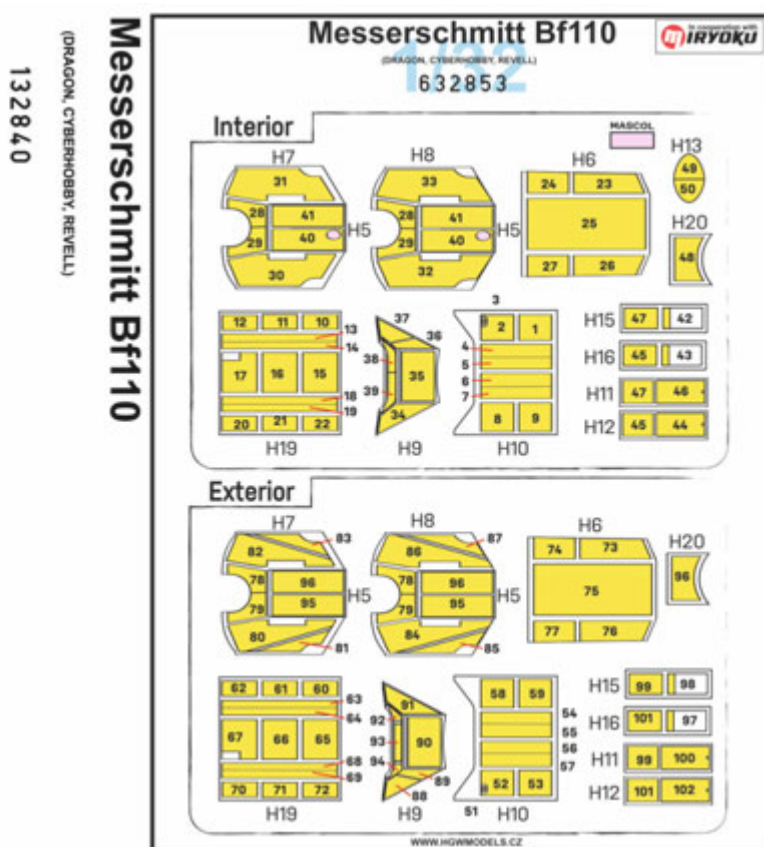 Messerschmitt Bf110
(DRAGON, CYBERHOBBY, REVELL)
132840
Messerschmitt Bf110
1/32
(DRAGON, CYBERHOBBY, REVELL)
632853
in cooperation with
MIRYOKU
Interior
MASCOL
H7 H8 H6 H13
31 33 24 23 49
50
28 41 28 41 25 H20
29 40 H5 29 40 H5 48
30 32 27 26
3
12 11 10 13 37 36 2 1 H15 47 42
14 38 4
17 16 15 35 5 H16 45 43
39 6
18 7 H11 47 46
19 34
20 21 22 8 9 H12 45 44
H19 H9 H10
Exterior
H7 H8 H6 H20
82 83 86 87 74 73 96
78 96 78 96 75
79 95 H5 79 95 H5
80 81 84 85 77 76
62 61 60 63 91 58 59 H15 99 98
64 92 54
67 66 65 93 90 55 H16 101 97
94 56
68 89 57 H11 99 100
69
70 71 72 88 52 53 H12 101 102
51
H19 H9 H10
WWW.HGWMODELS.CZ